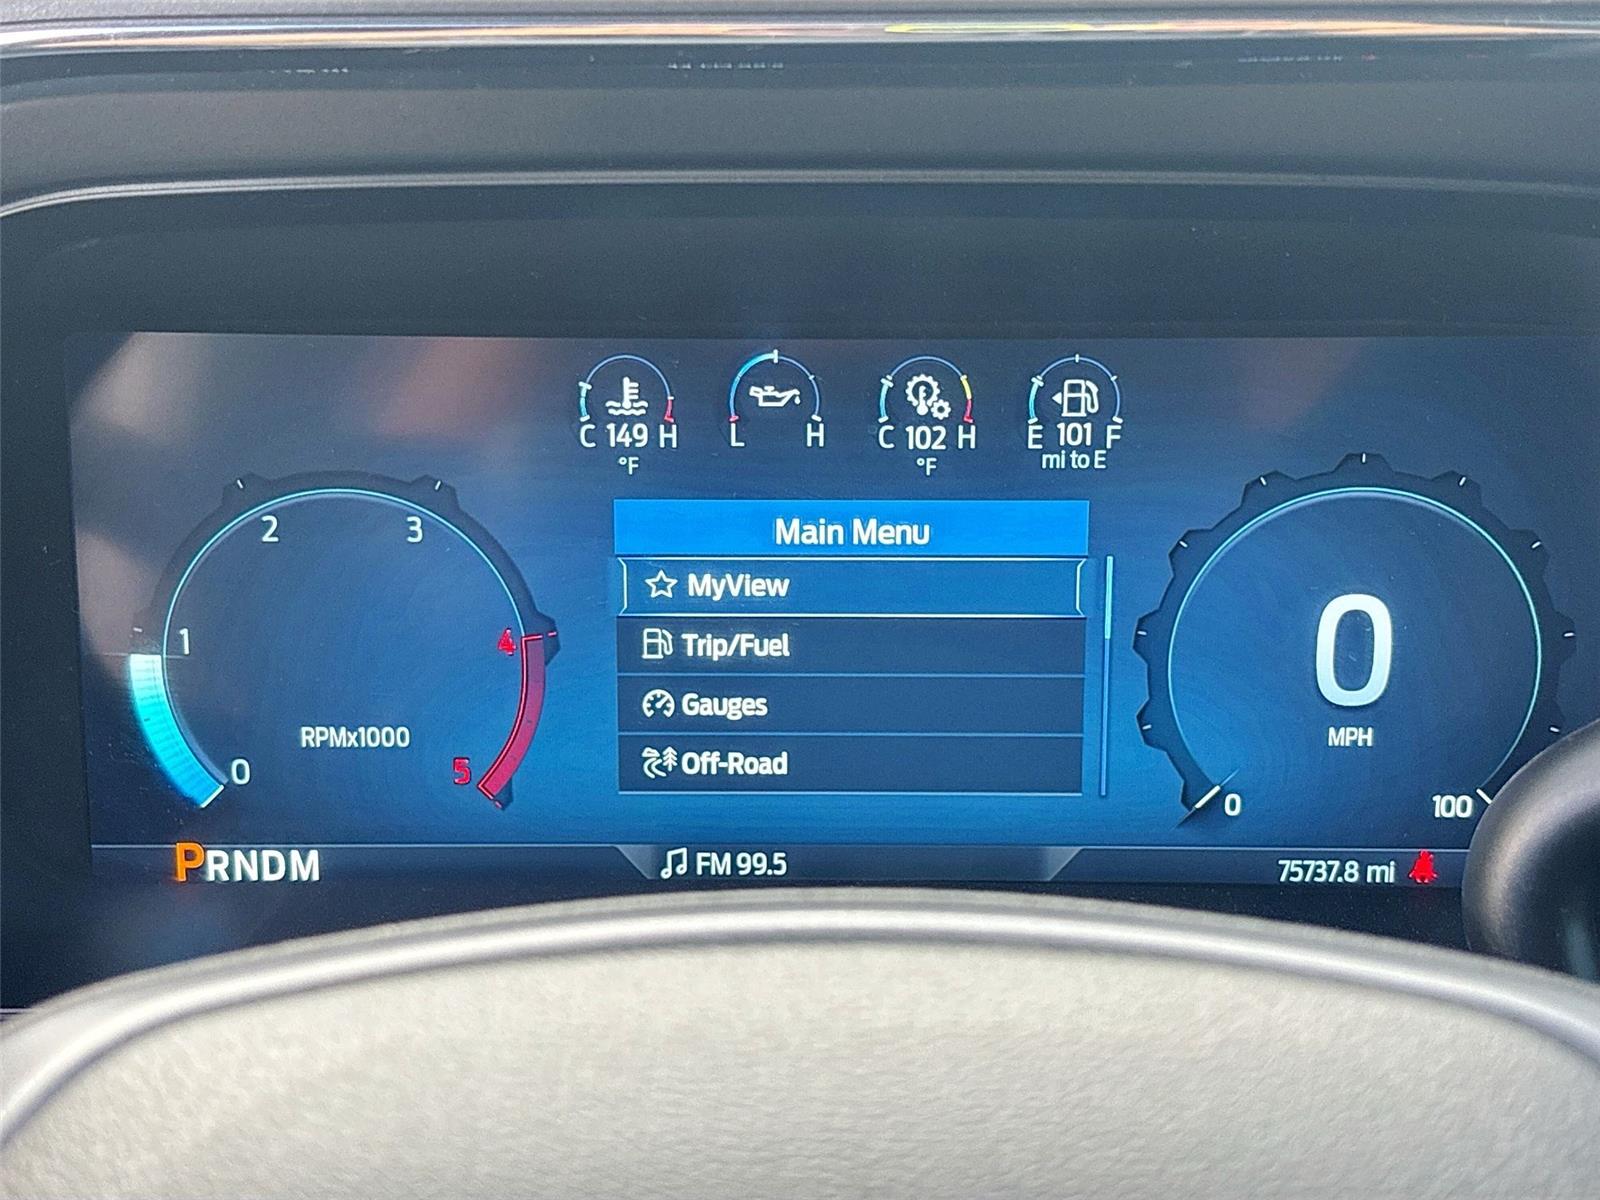 C 149 H
°F
L H
C 102 H
°F
E 101 F
mi to E
1
2
3
4
5
0
RPMx1000
Main Menu
MyView
Trip/Fuel
Gauges
Off-Road
0
MPH
0
100
PRNDM
FM 99.5
75737.8 mi